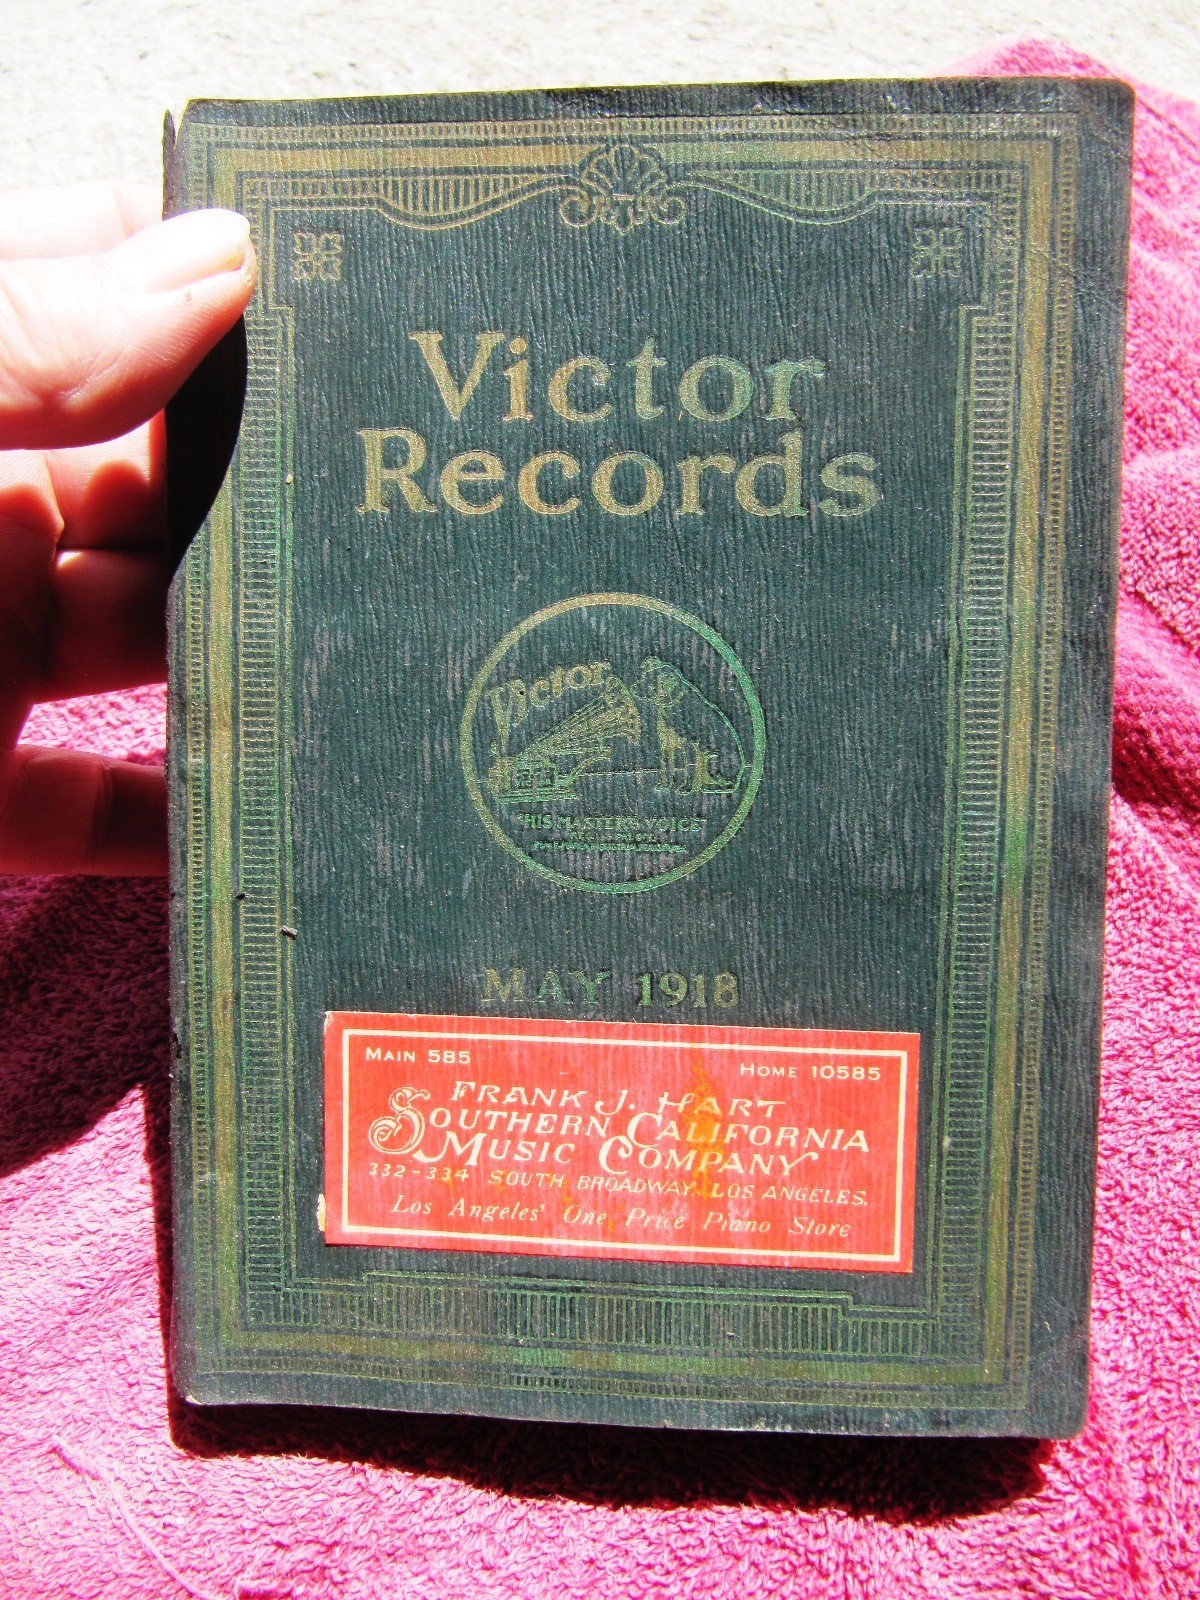 Victor
Records
Victor
"HIS MASTER'S VOICE"
MAY 1918
MAIN 585
HOME 10585
FRANK J. HART
SOUTHERN CALIFORNIA
MUSIC COMPANY
332-334 SOUTH BROADWAY, LOS ANGELES.
Los Angeles' One Price Piano Store